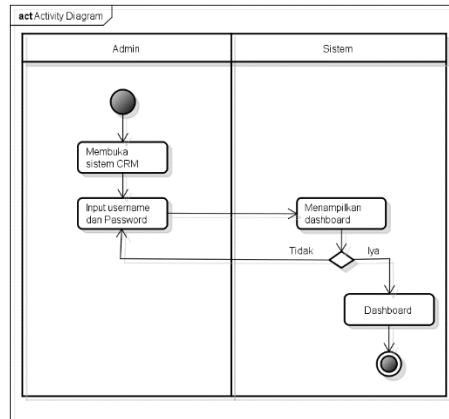 act Activity Diagram
Admin
Sistem
Membuka
sistem CRM
Input username
dan Password
Menampilkan
dashboard
Tidak
Iya
Dashboard